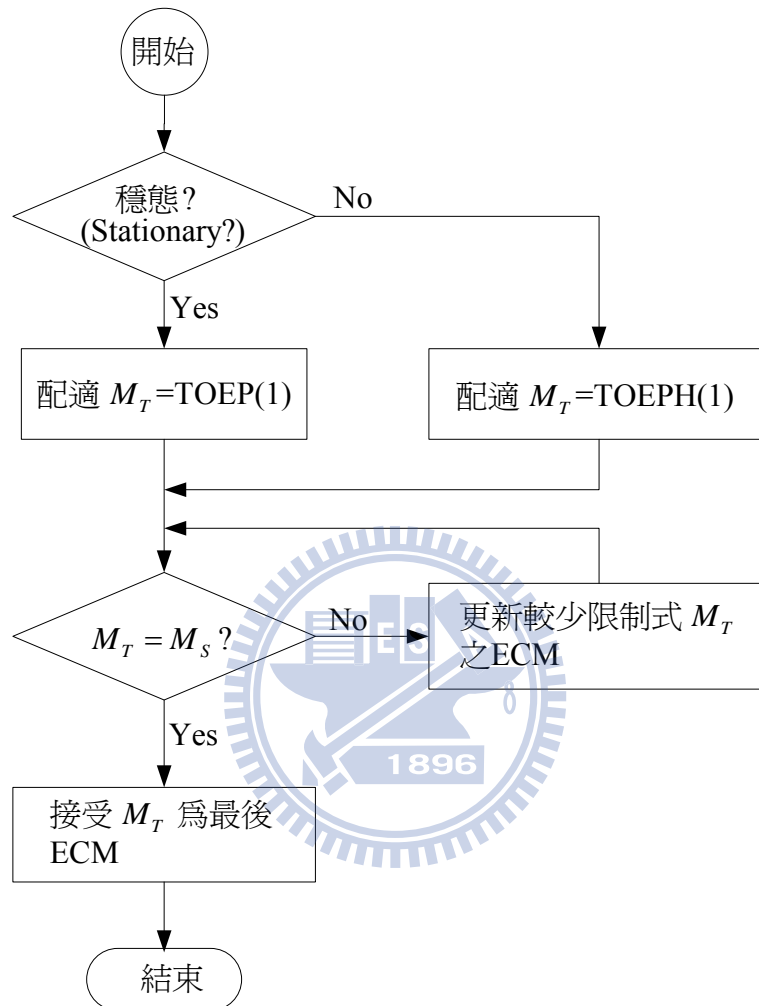 開始
穩態?
(Stationary?)
No
Yes
配適 M_T=TOEP(1)
配適 M_T=TOEPH(1)
M_T = M_S ?
No
更新較少限制式 M_T
之ECM
Yes
E S
1896
接受 M_T 爲最後
ECM
結束